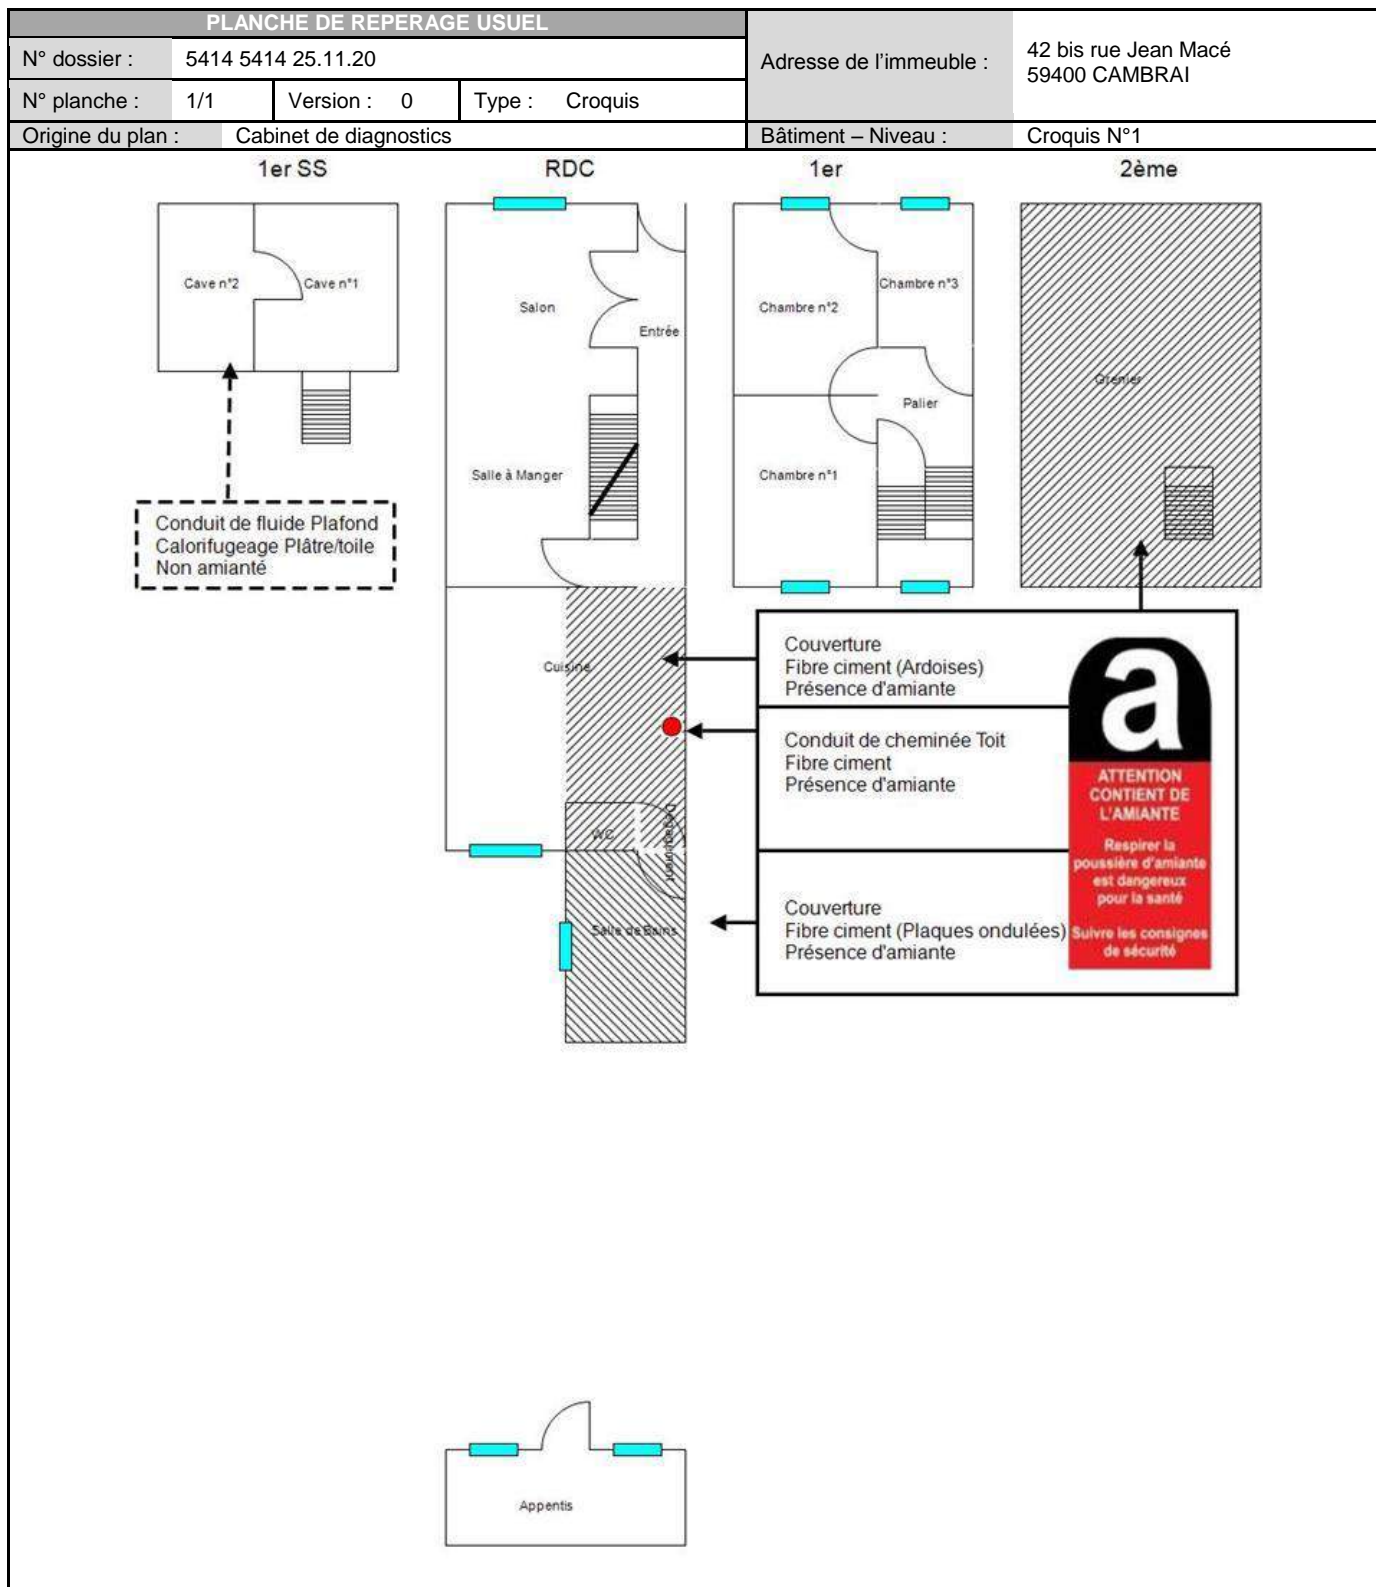 PLANCHE DE REPERAGE USUEL
N° dossier : 5414 5414 25.11.20
Adresse de l'immeuble : 42 bis rue Jean Macé
59400 CAMBRAI
N° planche : 1/1 Version : 0 Type : Croquis
Origine du plan : Cabinet de diagnostics
Bâtiment – Niveau : Croquis N°1
1er SS RDC 1er 2ème
Cave n°2 Cave n°1
Salon
Entrée
Salle à Manger
Chambre n°2
Chambre n°3
Palier
Chambre n°1
Grenier
Conduit de fluide Plafond
Calorifugeage Plâtre/toile
Non amianté
Cuisine
WC
Dégagement
Salle de Bains
Couverture
Fibre ciment (Ardoises)
Présence d'amiante
Conduit de cheminée Toit
Fibre ciment
Présence d'amiante
Couverture
Fibre ciment (Plaques ondulées)
Présence d'amiante
a
ATTENTION
CONTIENT DE
L'AMIANTE
Respirer la
poussière d'amiante
est dangereux
pour la santé
Suivre les consignes
de sécurité
Appentis